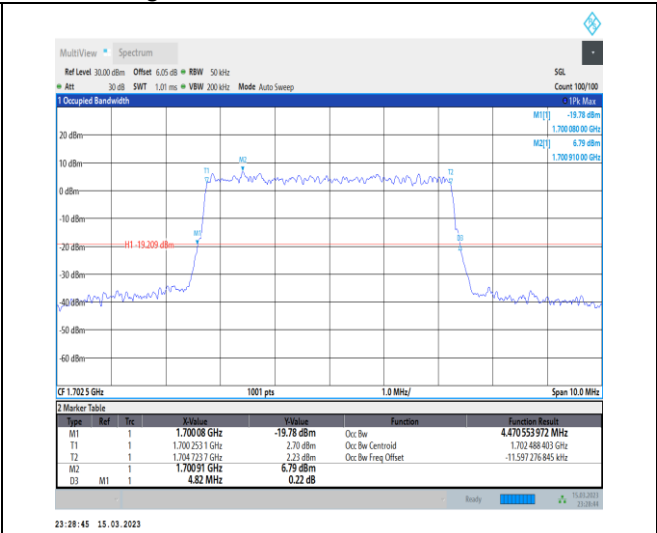 MultiView Spectrum
Ref Level 30.00 dBm Offset 6.05 dB RBW 50 kHz SGL
Att 30 dB SWT 1.01 ms VBW 200 kHz Mode Auto Sweep Count 100/100
1 Occupied Bandwidth 1Pk Max
M1[1] -19.78 dBm
1.700 080 00 GHz
20 dBm
M2[1] 6.79 dBm
1.700 910 00 GHz
10 dBm
T1 M2 T2
0 dBm
-10 dBm
M1 D3
-20 dBm H1 -19.209 dBm
-30 dBm
-40 dBm
-50 dBm
-60 dBm
CF 1.702 5 GHz 1001 pts 1.0 MHz/ Span 10.0 MHz
2 Marker Table
Type Ref Trc X-Value Y-Value Function Function Result
M1 1 1.700 08 GHz -19.78 dBm Occ Bw 4.470 553 972 MHz
T1 1 1.700 253 1 GHz 2.70 dBm Occ Bw Centroid 1.702 488 403 GHz
T2 1 1.704 723 7 GHz 2.23 dBm Occ Bw Freq Offset -11.597 276 845 kHz
M2 1 1.700 91 GHz 6.79 dBm
D3 M1 1 4.82 MHz 0.22 dB
Ready 15.03.2023
23:28:44
23:28:45 15.03.2023